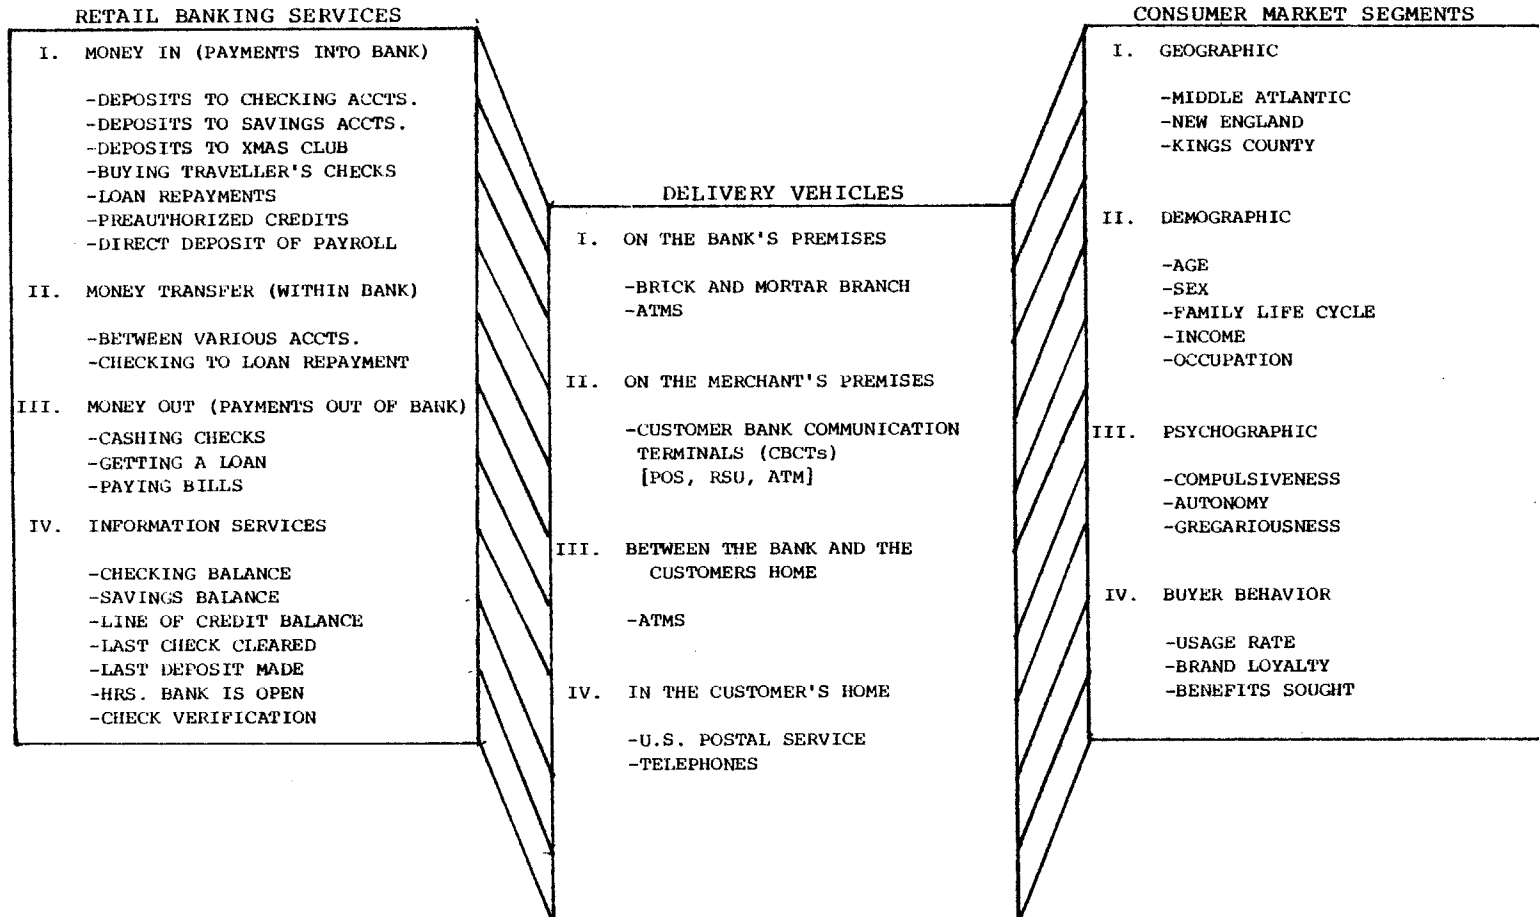 RETAIL BANKING SERVICES
I. MONEY IN (PAYMENTS INTO BANK)
-DEPOSITS TO CHECKING ACCTS.
-DEPOSITS TO SAVINGS ACCTS.
-DEPOSITS TO XMAS CLUB
-BUYING TRAVELLER'S CHECKS
-LOAN REPAYMENTS
-PREAUTHORIZED CREDITS
-DIRECT DEPOSIT OF PAYROLL
II. MONEY TRANSFER (WITHIN BANK)
-BETWEEN VARIOUS ACCTS.
-CHECKING TO LOAN REPAYMENT
III. MONEY OUT (PAYMENTS OUT OF BANK)
-CASHING CHECKS
-GETTING A LOAN
-PAYING BILLS
IV. INFORMATION SERVICES
-CHECKING BALANCE
-SAVINGS BALANCE
-LINE OF CREDIT BALANCE
-LAST CHECK CLEARED
-LAST DEPOSIT MADE
-HRS. BANK IS OPEN
-CHECK VERIFICATION
DELIVERY VEHICLES
I. ON THE BANK'S PREMISES
-BRICK AND MORTAR BRANCH
-ATMS
II. ON THE MERCHANT'S PREMISES
-CUSTOMER BANK COMMUNICATION
TERMINALS (CBCTs)
[POS, RSU, ATM]
III. BETWEEN THE BANK AND THE
CUSTOMERS HOME
-ATMS
IV. IN THE CUSTOMER'S HOME
-U.S. POSTAL SERVICE
-TELEPHONES
CONSUMER MARKET SEGMENTS
I. GEOGRAPHIC
-MIDDLE ATLANTIC
-NEW ENGLAND
-KINGS COUNTY
II. DEMOGRAPHIC
-AGE
-SEX
-FAMILY LIFE CYCLE
-INCOME
-OCCUPATION
III. PSYCHOGRAPHIC
-COMPULSIVENESS
-AUTONOMY
-GREGARIOUSNESS
IV. BUYER BEHAVIOR
-USAGE RATE
-BRAND LOYALTY
-BENEFITS SOUGHT